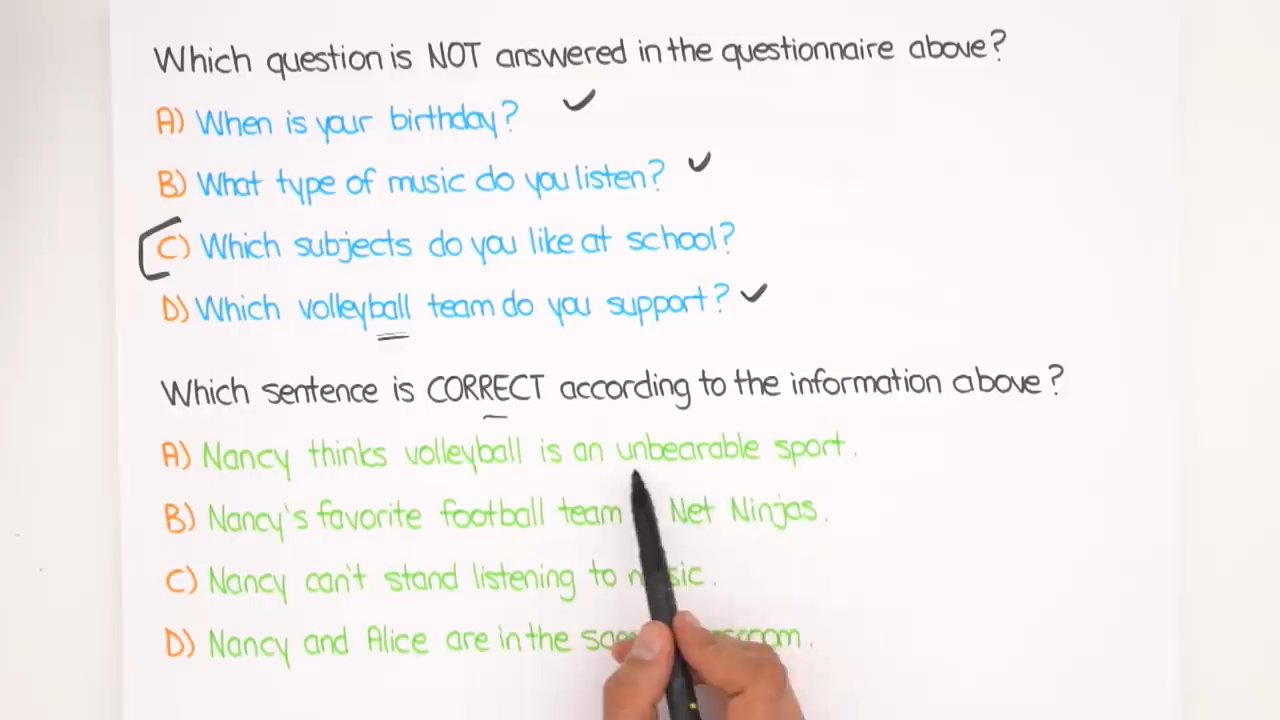 Which question is NOT answered in the questionnaire above?
A) When is your birthday?
B) What type of music do you listen?
C) Which subjects do you like at school?
D) Which volleyball team do you support?
Which sentence is CORRECT according to the information above?
A) Nancy thinks volleyball is an unbearable sport.
B) Nancy's favorite football team Net Ninjas.
C) Nancy can't stand listening to music.
D) Nancy and Alice are in the